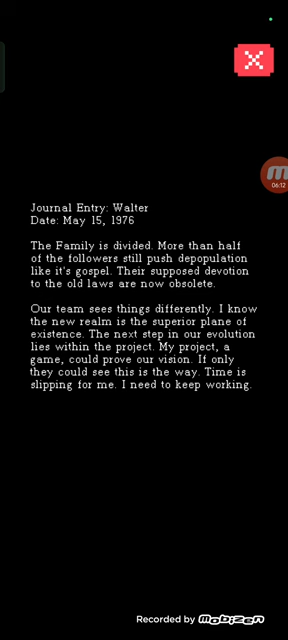 06:12
Journal Entry: Walter
Date: May 15, 1976
The Family is divided. More than half
of the followers still push depopulation
like it's gospel. Their supposed devotion
to the old laws are now obsolete.
Our team sees things differently. I know
the new realm is the superior plane of
existence. The next step in our evolution
lies within the project. My project, a
game, could prove our vision. If only
they could see this is the way. Time is
slipping for me. I need to keep working.
Recorded by mobizen